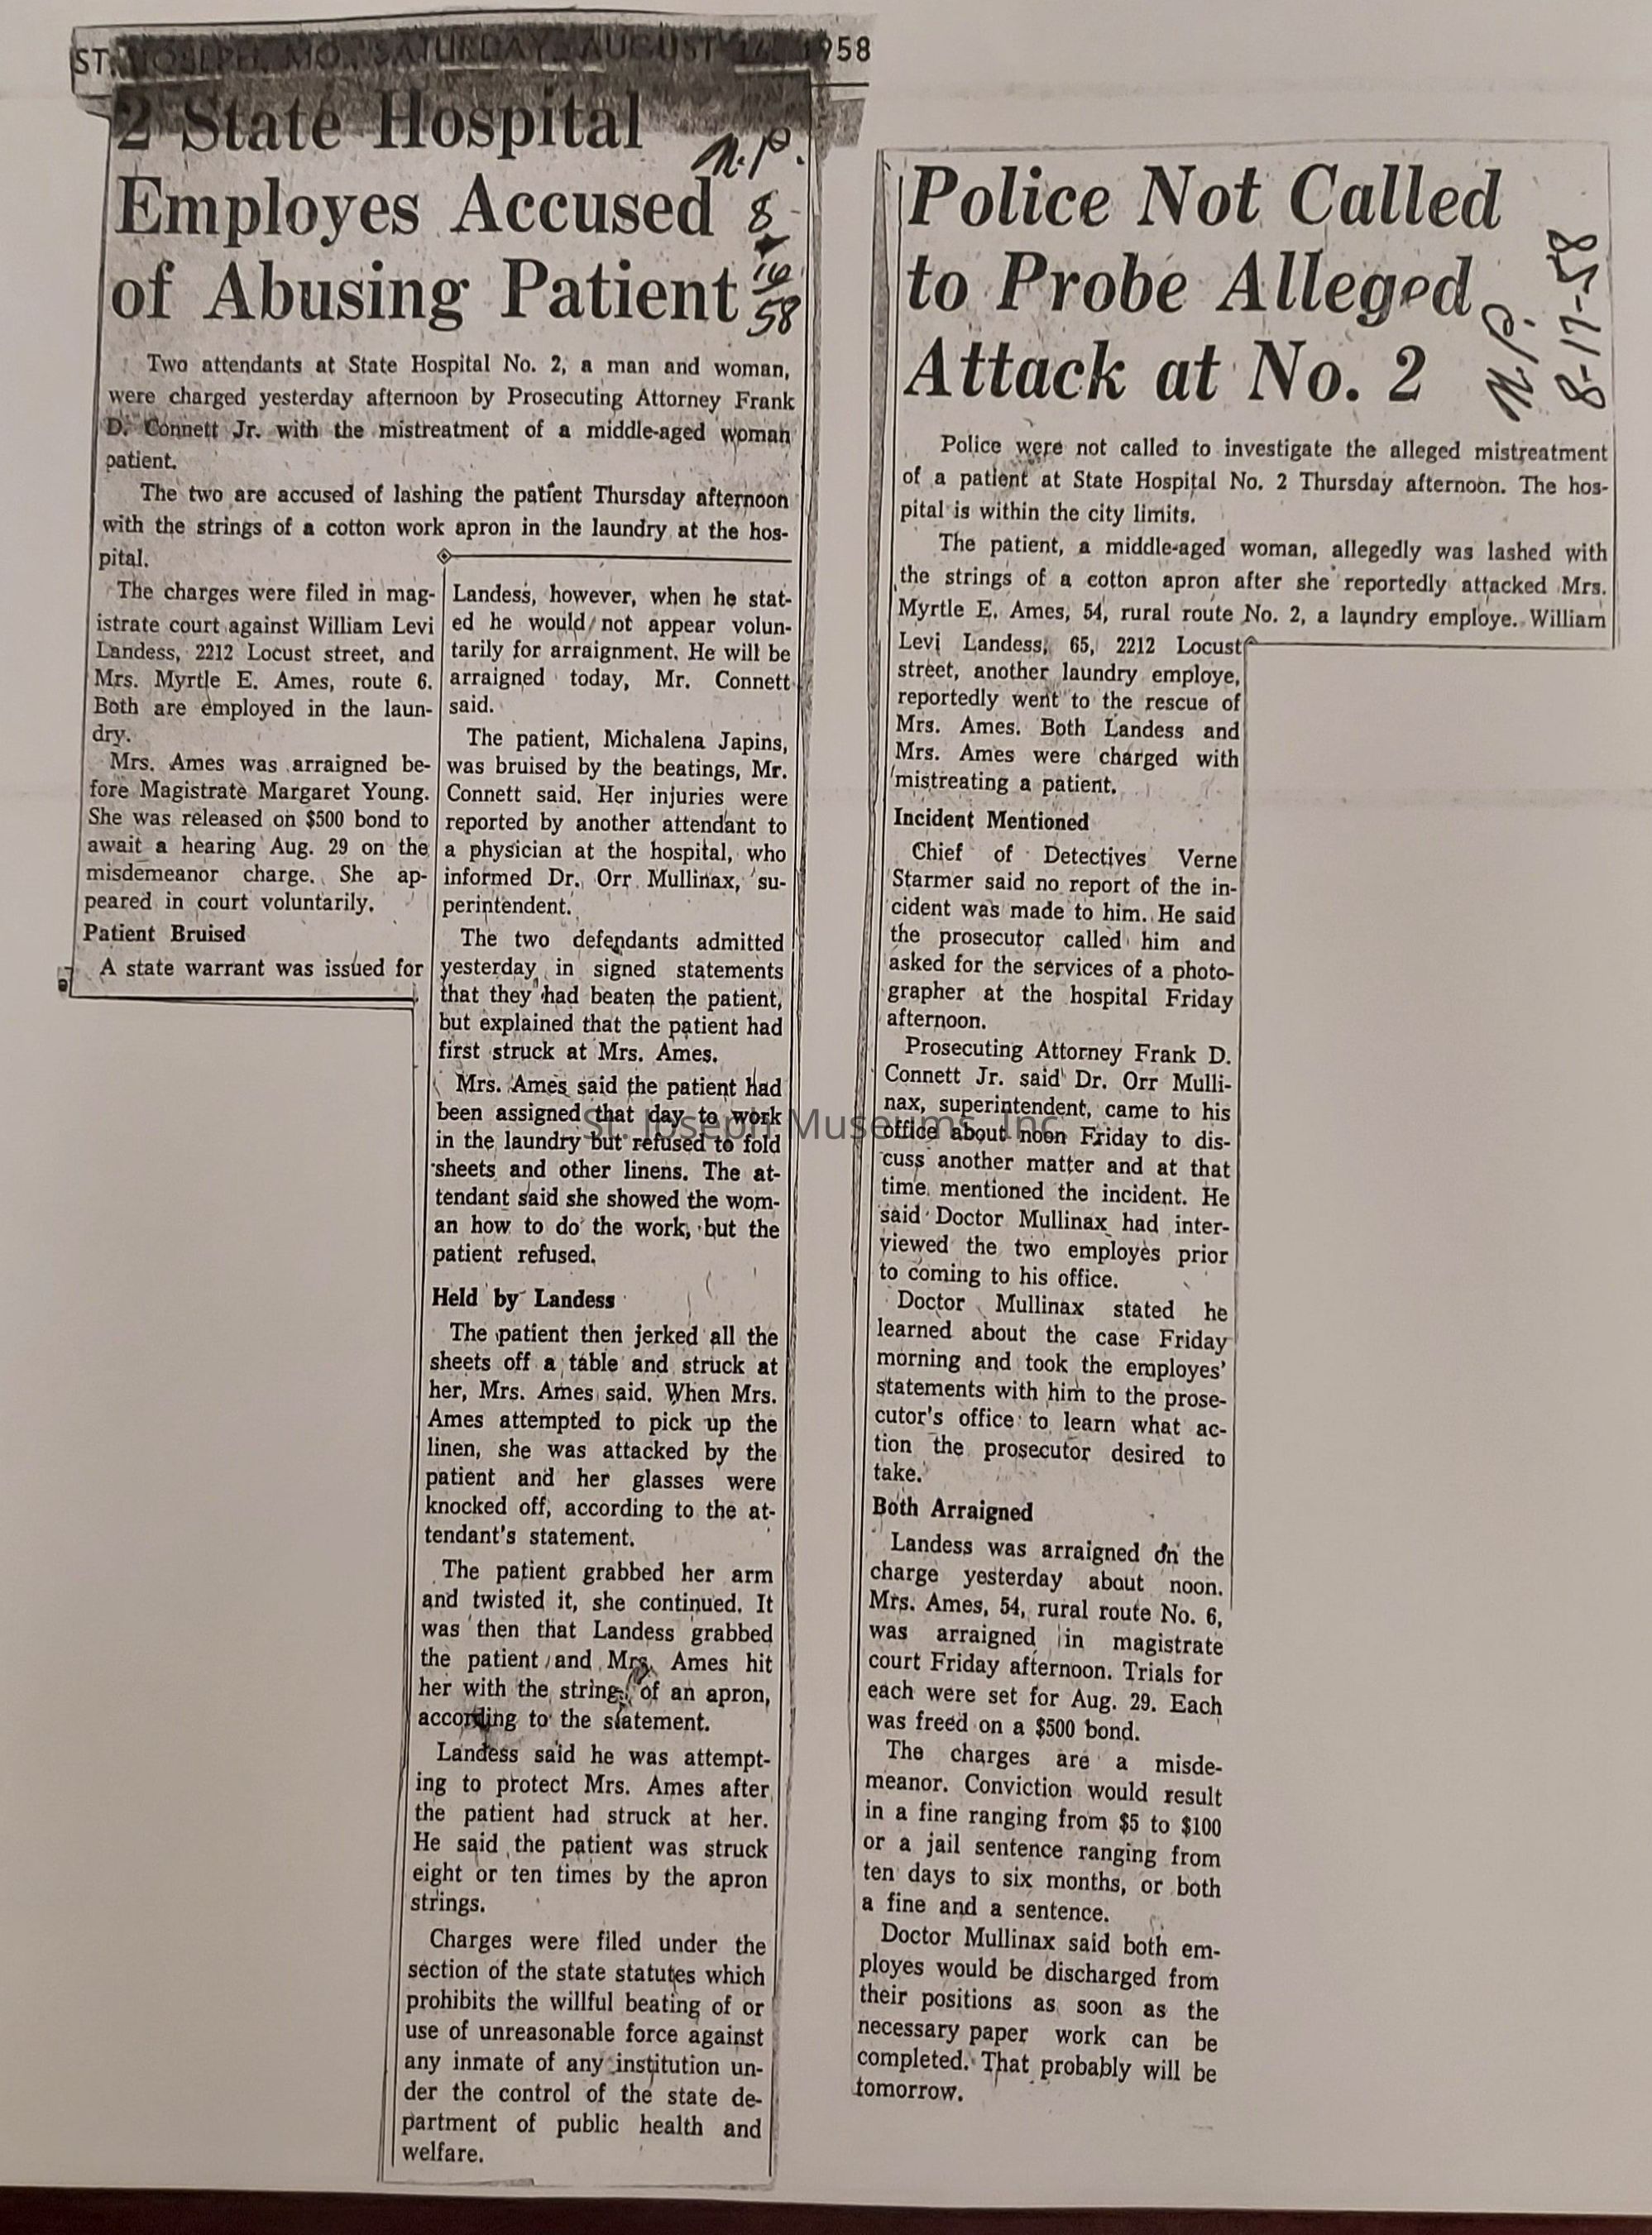 ST. JOSEPH, MO., SATURDAY, AUGUST 16, 1958
2 State Hospital
Employes Accused
of Abusing Patient
N.P.
8-
16
58
Two attendants at State Hospital No. 2, a man and woman,
were charged yesterday afternoon by Prosecuting Attorney Frank
D. Connett Jr. with the mistreatment of a middle-aged woman
patient.
The two are accused of lashing the patient Thursday afternoon
with the strings of a cotton work apron in the laundry at the hos-
pital.
The charges were filed in mag-
istrate court against William Levi
Landess, 2212 Locust street, and
Mrs. Myrtle E. Ames, route 6.
Both are employed in the laun-
dry.
Mrs. Ames was arraigned be-
fore Magistrate Margaret Young.
She was released on $500 bond to
await a hearing Aug. 29 on the
misdemeanor charge. She ap-
peared in court voluntarily.
Patient Bruised
A state warrant was issued for
Landess, however, when he stat-
ed he would not appear volun-
tarily for arraignment. He will be
arraigned today, Mr. Connett
said.
The patient, Michalena Japins,
was bruised by the beatings, Mr.
Connett said. Her injuries were
reported by another attendant to
a physician at the hospital, who
informed Dr. Orr Mullinax, su-
perintendent.
The two defendants admitted
yesterday in signed statements
that they had beaten the patient,
but explained that the patient had
first struck at Mrs. Ames.
Mrs. Ames said the patient had
been assigned that day to work
in the laundry but refused to fold
sheets and other linens. The at-
tendant said she showed the wom-
an how to do the work, but the
patient refused.
Held by Landess
The patient then jerked all the
sheets off a table and struck at
her, Mrs. Ames said. When Mrs.
Ames attempted to pick up the
linen, she was attacked by the
patient and her glasses were
knocked off, according to the at-
tendant's statement.
The patient grabbed her arm
and twisted it, she continued. It
was then that Landess grabbed
the patient and Mrs. Ames hit
her with the strings of an apron,
according to the statement.
Landess said he was attempt-
ing to protect Mrs. Ames after
the patient had struck at her.
He said the patient was struck
eight or ten times by the apron
strings.
Charges were filed under the
section of the state statutes which
prohibits the willful beating of or
use of unreasonable force against
any inmate of any institution un-
der the control of the state de-
partment of public health and
welfare.
Police Not Called
to Probe Alleged
Attack at No. 2
N.P.
8-17-58
Police were not called to investigate the alleged mistreatment
of a patient at State Hospital No. 2 Thursday afternoon. The hos-
pital is within the city limits.
The patient, a middle-aged woman, allegedly was lashed with
the strings of a cotton apron after she reportedly attacked Mrs.
Myrtle E. Ames, 54, rural route No. 2, a laundry employe. William
Levi Landess, 65, 2212 Locust
street, another laundry employe,
reportedly went to the rescue of
Mrs. Ames. Both Landess and
Mrs. Ames were charged with
mistreating a patient.
Incident Mentioned
Chief of Detectives Verne
Starmer said no report of the in-
cident was made to him. He said
the prosecutor called him and
asked for the services of a photo-
grapher at the hospital Friday
afternoon.
Prosecuting Attorney Frank D.
Connett Jr. said Dr. Orr Mulli-
nax, superintendent, came to his
office about noon Friday to dis-
cuss another matter and at that
time mentioned the incident. He
said Doctor Mullinax had inter-
viewed the two employes prior
to coming to his office.
Doctor Mullinax stated he
learned about the case Friday
morning and took the employes'
statements with him to the prose-
cutor's office to learn what ac-
tion the prosecutor desired to
take.
Both Arraigned
Landess was arraigned on the
charge yesterday about noon.
Mrs. Ames, 54, rural route No. 6,
was arraigned in magistrate
court Friday afternoon. Trials for
each were set for Aug. 29. Each
was freed on a $500 bond.
The charges are a misde-
meanor. Conviction would result
in a fine ranging from $5 to $100
or a jail sentence ranging from
ten days to six months, or both
a fine and a sentence.
Doctor Mullinax said both em-
ployes would be discharged from
their positions as soon as the
necessary paper work can be
completed. That probably will be
tomorrow.
St. Joseph Museums, Inc.